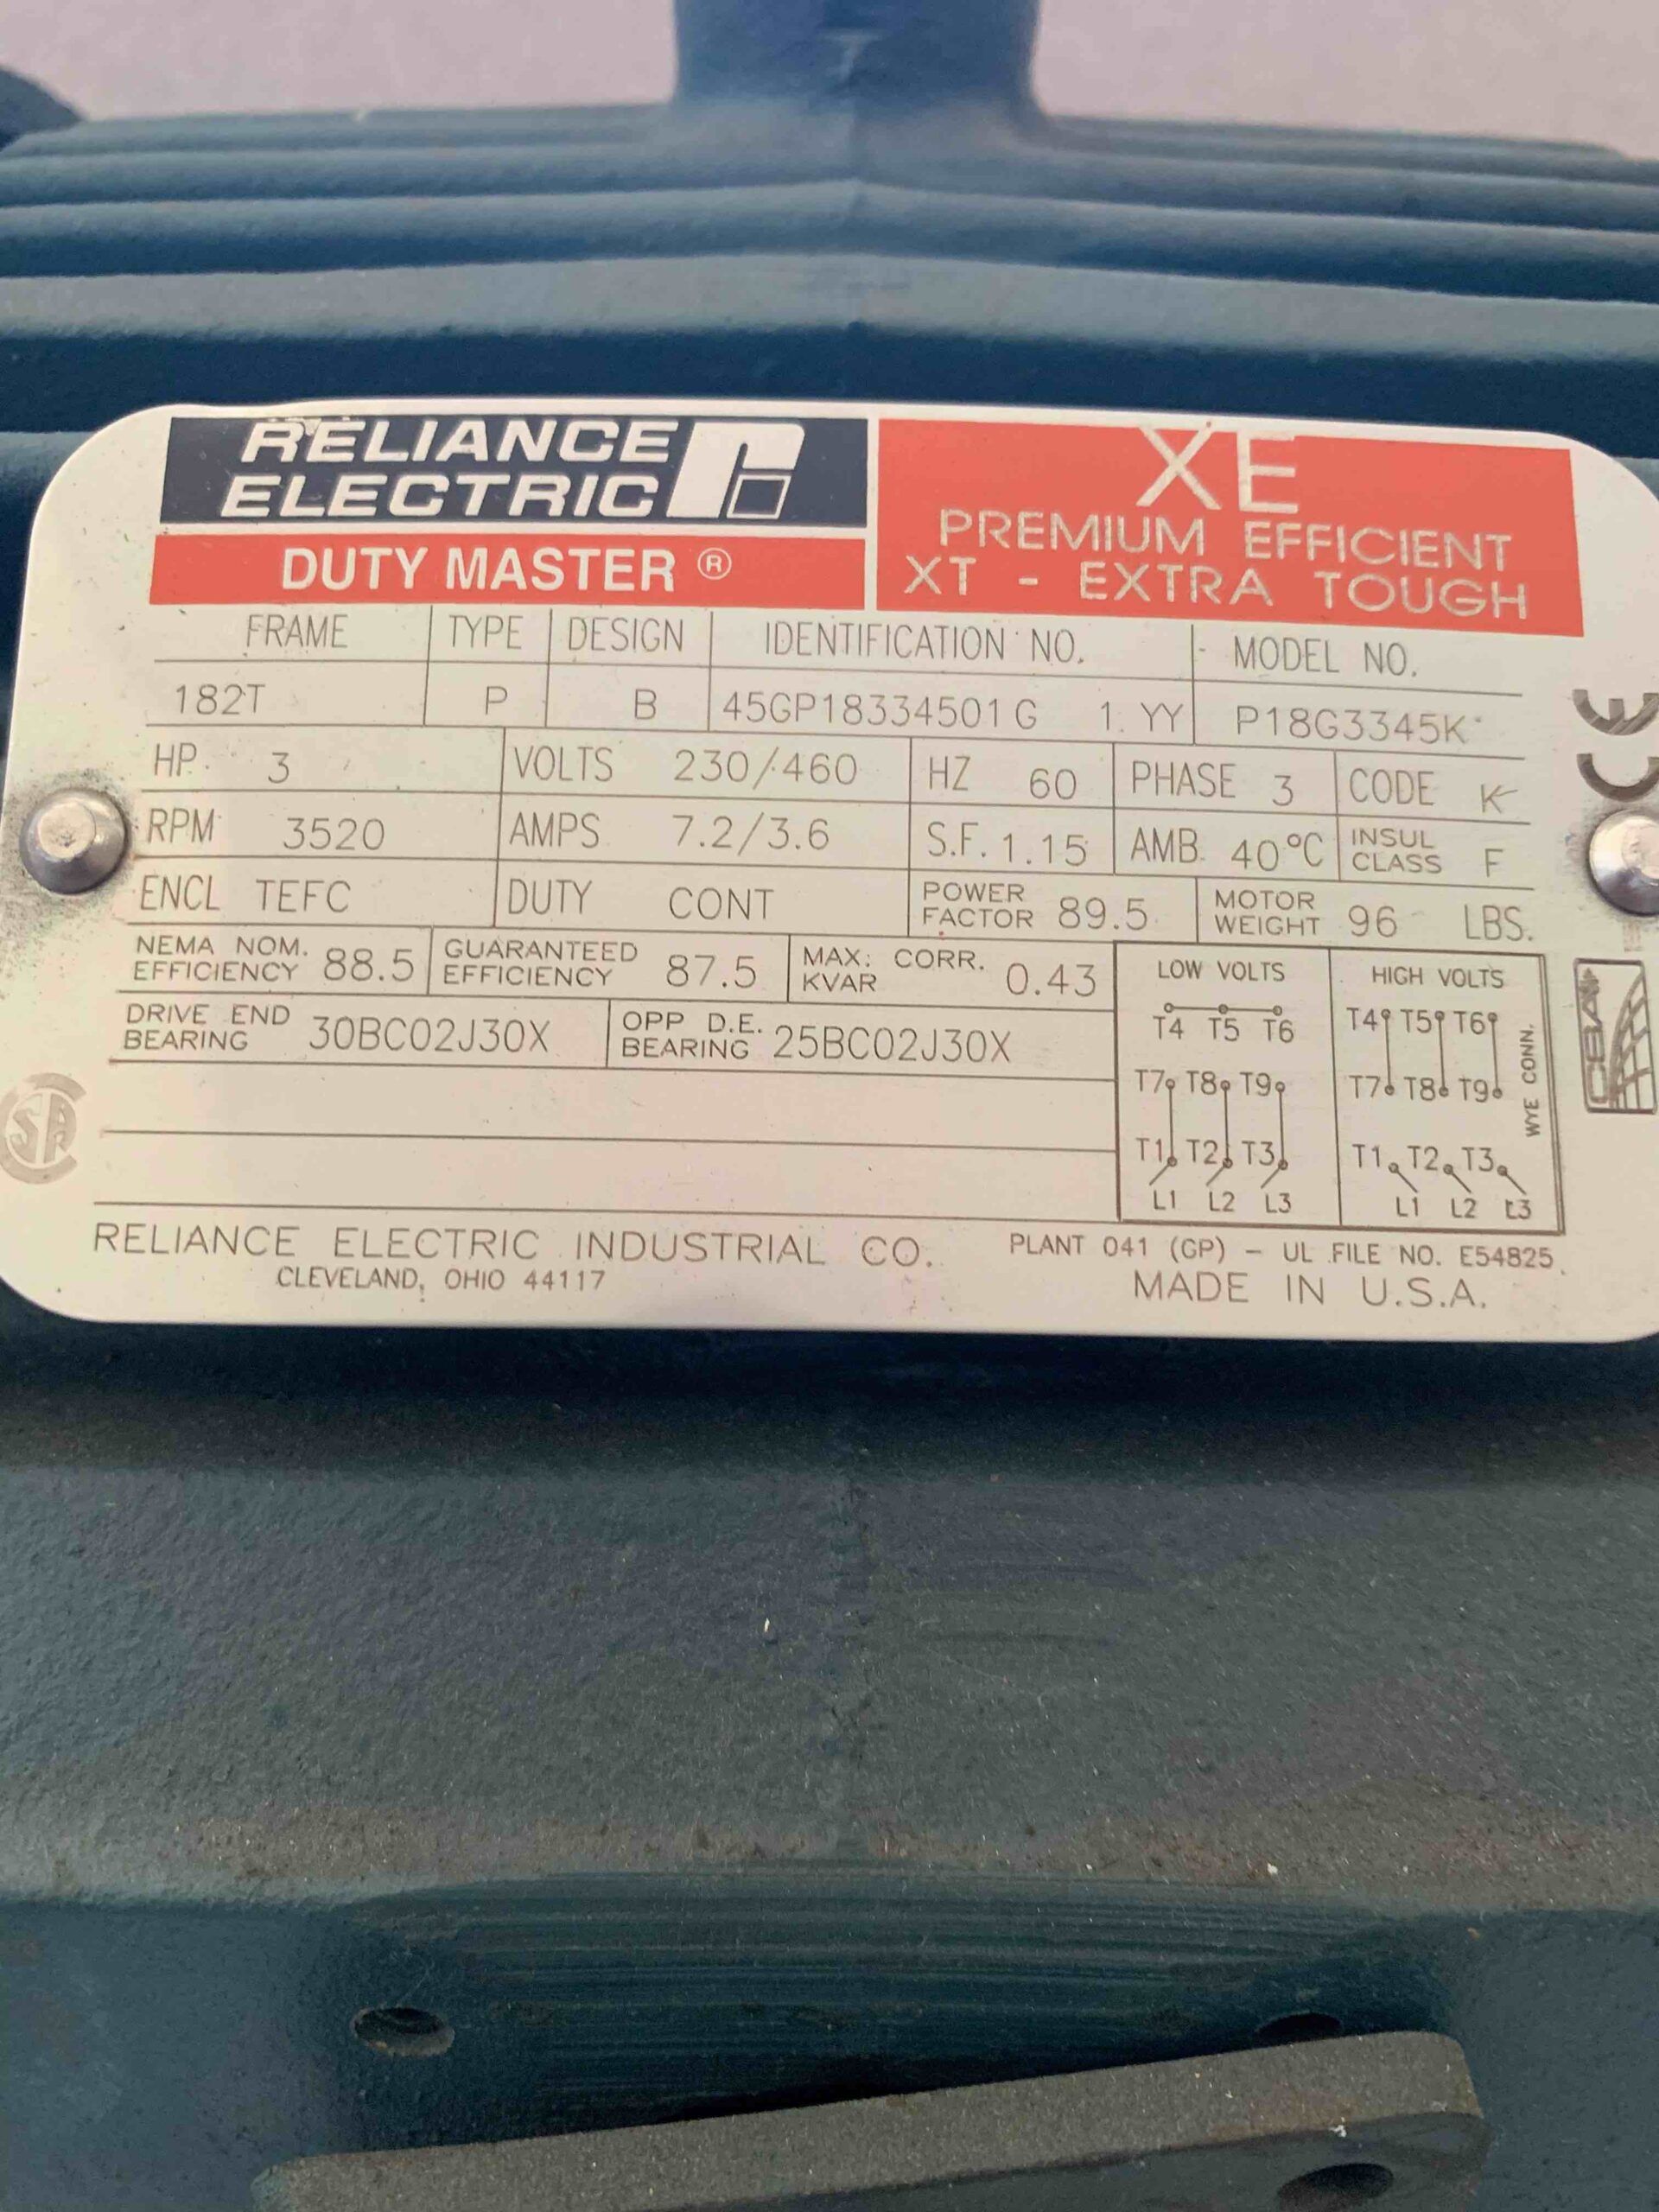 RELIANCE
ELECTRIC
DUTY MASTER ®
XE
PREMIUM EFFICIENT
XT - EXTRA TOUGH
FRAME TYPE DESIGN IDENTIFICATION NO. MODEL NO.
182T P B 45GP18334501 G 1 YY P18G3345K
HP 3 VOLTS 230/460 HZ 60 PHASE 3 CODE K
RPM 3520 AMPS 7.2/3.6 S.F. 1.15 AMB 40°C INSUL CLASS F
ENCL TEFC DUTY CONT POWER FACTOR 89.5 MOTOR WEIGHT 96 LBS.
NEMA NOM. EFFICIENCY 88.5 GUARANTEED EFFICIENCY 87.5 MAX. CORR. KVAR 0.43
DRIVE END BEARING 30BC02J30X OPP D.E. BEARING 25BC02J30X
LOW VOLTS
T4 T5 T6
T7 T8 T9
T1 T2 T3
L1 L2 L3
HIGH VOLTS
T4 T5 T6
T7 T8 T9
T1 T2 T3
L1 L2 L3
WYE CONN.
CE
SA
RELIANCE ELECTRIC INDUSTRIAL CO.
CLEVELAND, OHIO 44117
PLANT 041 (GP) - UL FILE NO. E54825
MADE IN U.S.A.